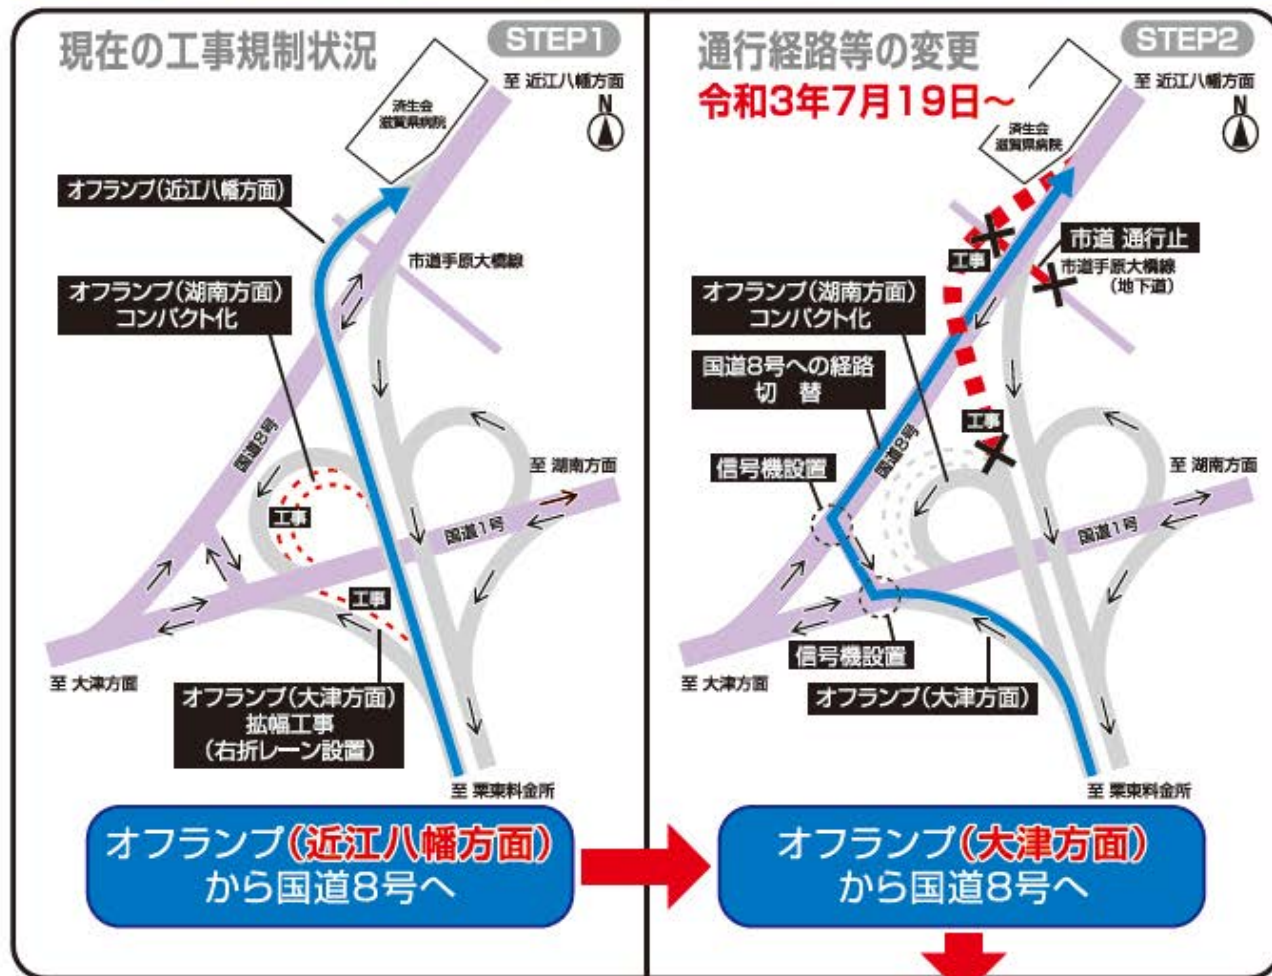 現在の工事規制状況
STEP1
至 近江八幡方面
N
済生会
滋賀県病院
オフランプ(近江八幡方面)
市道手原大橋線
オフランプ(湖南方面)
コンパクト化
国道8号
至 湖南方面
工事
国道1号
工事
至 大津方面
オフランプ(大津方面)
拡幅工事
(右折レーン設置)
至 栗東料金所
オフランプ(近江八幡方面)
から国道8号へ
通行経路等の変更
STEP2
令和3年7月19日～
至 近江八幡方面
N
済生会
滋賀県病院
市道 通行止
工事
市道手原大橋線
(地下道)
オフランプ(湖南方面)
コンパクト化
国道8号への経路
切 替
工事
国道8号
信号機設置
至 湖南方面
国道1号
信号機設置
至 大津方面
オフランプ(大津方面)
至 栗東料金所
オフランプ(大津方面)
から国道8号へ